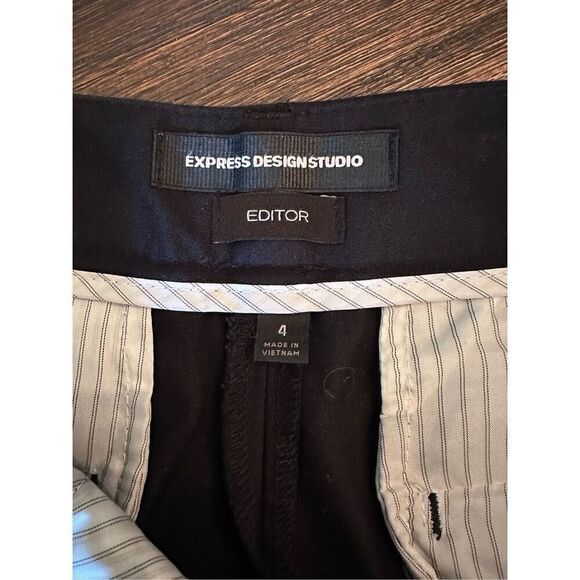 EXPRESS DESIGN STUDIO
EDITOR
4
MADE IN
VIETNAM